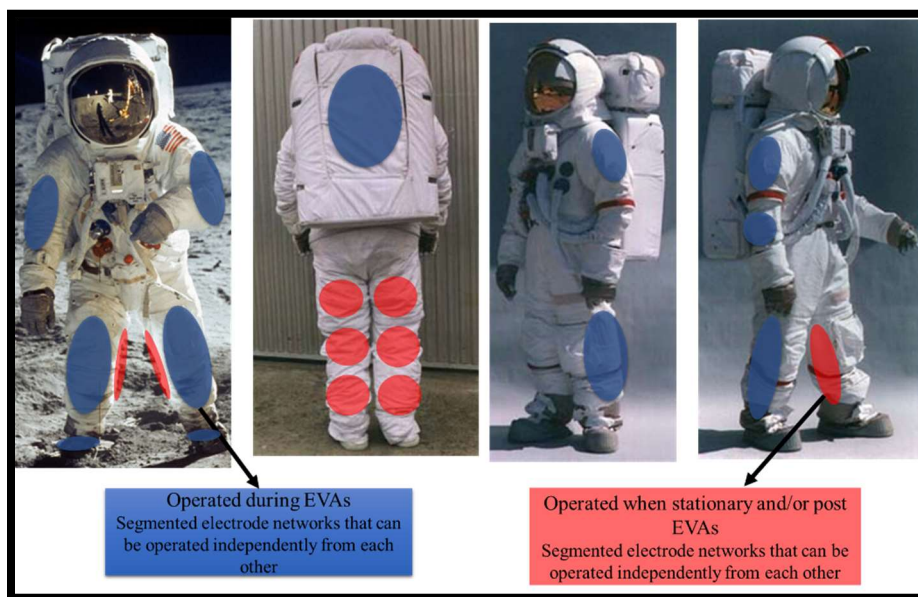 Operated during EVAs
Segmented electrode networks that can
be operated independently from each
other
Operated when stationary and/or post
EVAs
Segmented electrode networks that can be
operated independently from each other